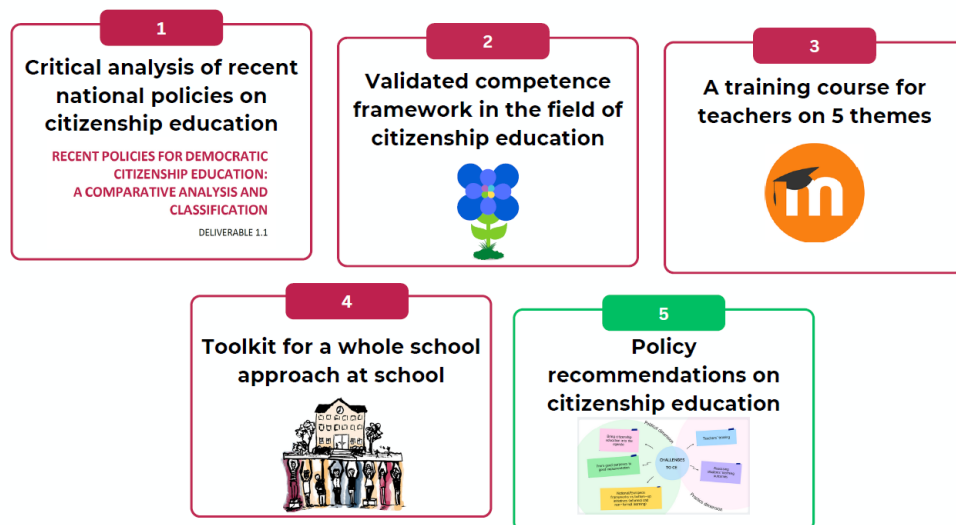 1
Critical analysis of recent
national policies on
citizenship education
RECENT POLICIES FOR DEMOCRATIC
CITIZENSHIP EDUCATION:
A COMPARATIVE ANALYSIS AND
CLASSIFICATION
DELIVERABLE 1.1
2
Validated competence
framework in the field of
citizenship education
3
A training course for
teachers on 5 themes
m
4
Toolkit for a whole school
approach at school
5
Policy
recommendations on
citizenship education
CHALLENGES
TO CE